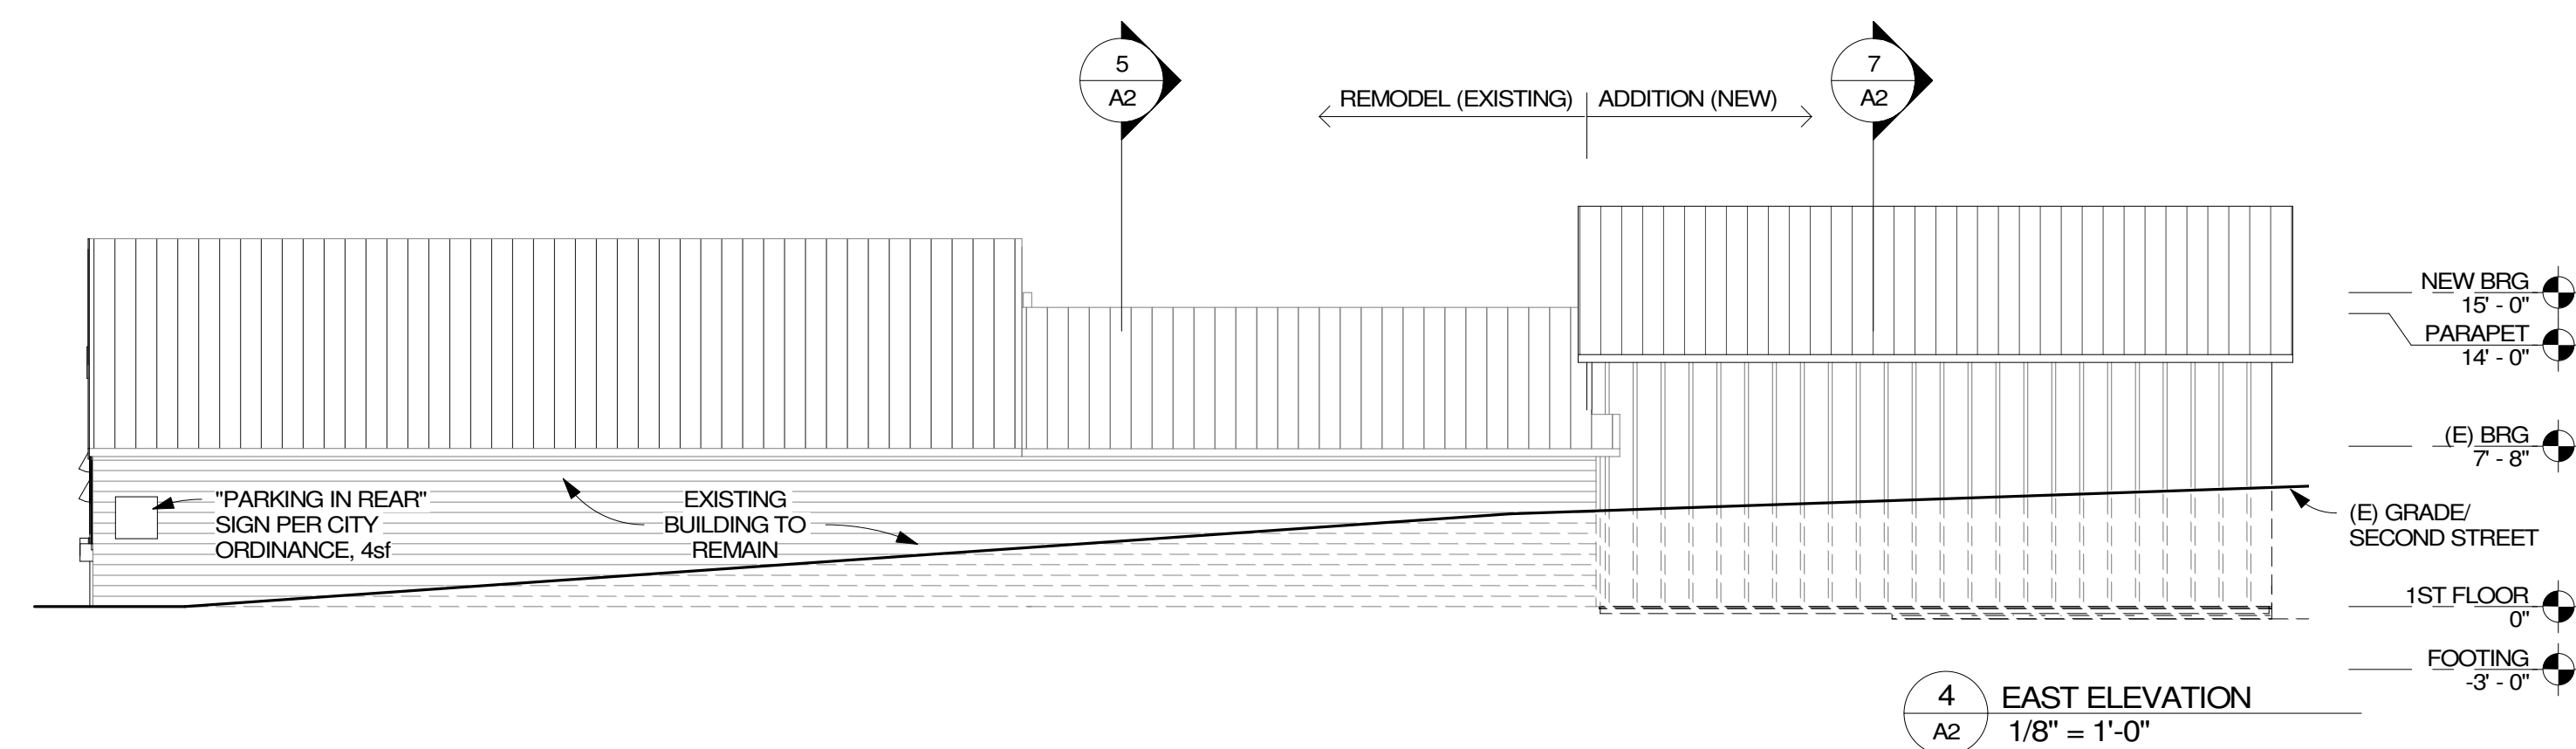 5
A2
7
A2
REMODEL (EXISTING)
ADDITION (NEW)
NEW BRG
15' - 0"
PARAPET
14' - 0"
(E) BRG
7' - 8"
"PARKING IN REAR"
SIGN PER CITY
ORDINANCE, 4sf
EXISTING
BUILDING TO
REMAIN
(E) GRADE/
SECOND STREET
1ST FLOOR
0"
FOOTING
-3' - 0"
4
A2
EAST ELEVATION
1/8" = 1'-0"